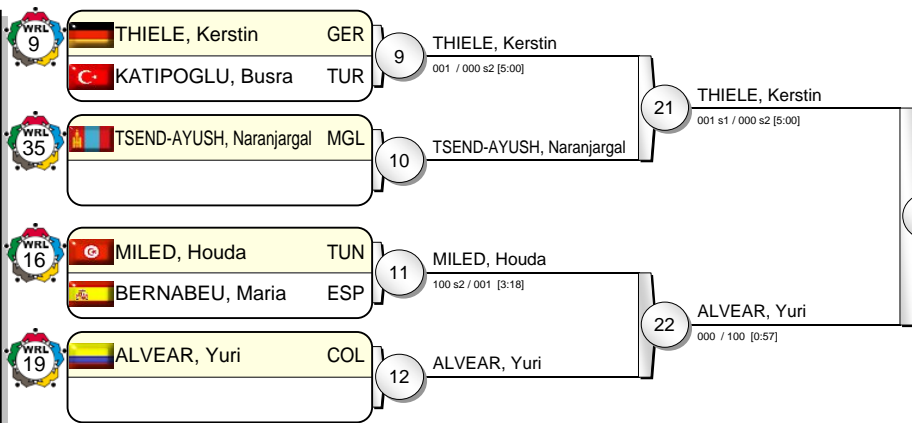 WRL
9
THIELE, Kerstin GER
KATIPOGLU, Busra TUR
9
THIELE, Kerstin
001 / 000 s2 [5:00]
WRL
35
TSEND-AYUSH, Naranjargal MGL
10
TSEND-AYUSH, Naranjargal
21
THIELE, Kerstin
001 s1 / 000 s2 [5:00]
WRL
16
MILED, Houda TUN
BERNABEU, Maria ESP
11
MILED, Houda
100 s2 / 001 [3:18]
WRL
19
ALVEAR, Yuri COL
12
ALVEAR, Yuri
22
ALVEAR, Yuri
000 / 100 [0:57]